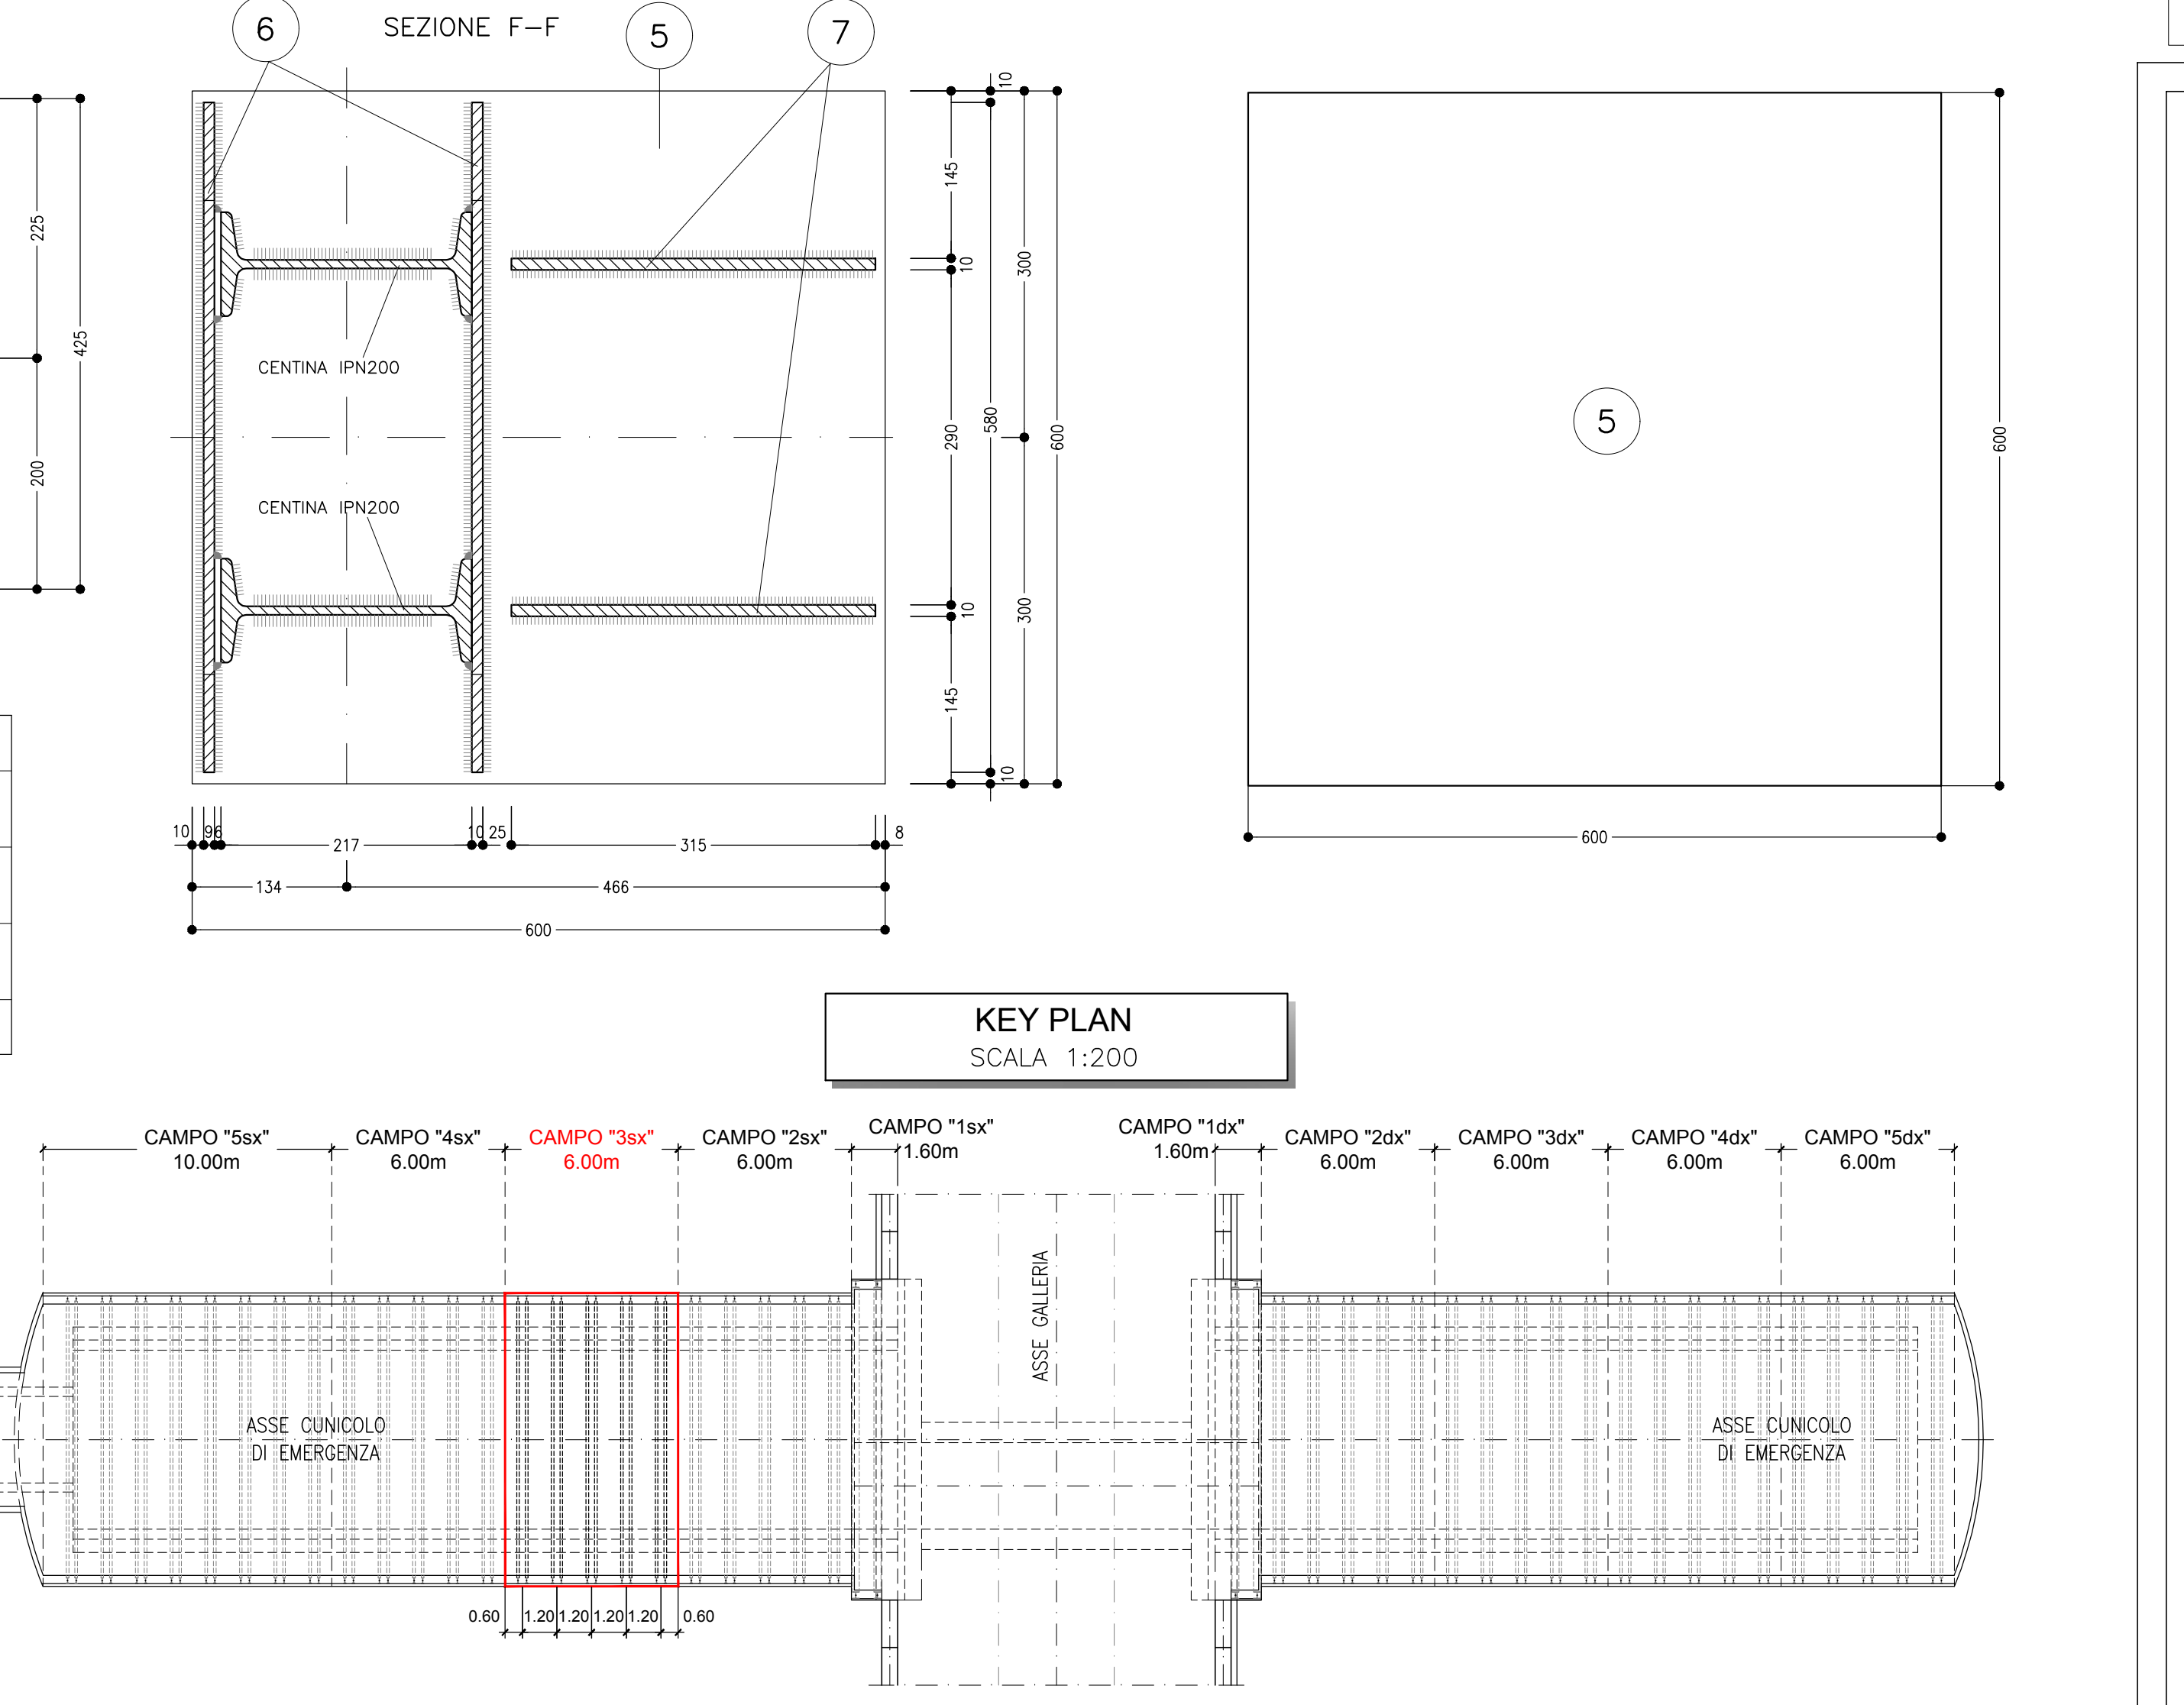 SEZIONE F-F
6
5
7
225
200
425
CENTINA IPN200
CENTINA IPN200
10
145
10
290
580
300
600
10
300
145
10
10
9
6
217
10
25
315
8
134
466
600
5
600
600
KEY PLAN
SCALA 1:200
CAMPO "5sx"
10.00m
CAMPO "4sx"
6.00m
CAMPO "3sx"
6.00m
CAMPO "2sx"
6.00m
CAMPO "1sx"
1.60m
CAMPO "1dx"
1.60m
CAMPO "2dx"
6.00m
CAMPO "3dx"
6.00m
CAMPO "4dx"
6.00m
CAMPO "5dx"
6.00m
ASSE GALLERIA
ASSE CUNICOLO
DI EMERGENZA
ASSE CUNICOLO
DI EMERGENZA
0.60
1.20
1.20
1.20
1.20
0.60